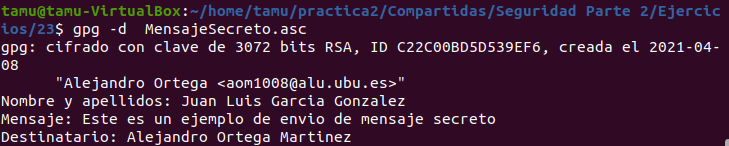 tamu@tamu-VirtualBox:~/home/tamu/practica2/Compartidas/Seguridad Parte 2/Ejercic
ios/23$ gpg -d  MensajeSecreto.asc
gpg: cifrado con clave de 3072 bits RSA, ID C22C00BD5D539EF6, creada el 2021-04-
08
      "Alejandro Ortega <aom1008@alu.ubu.es>"
Nombre y apellidos: Juan Luis Garcia Gonzalez
Mensaje: Este es un ejemplo de envio de mensaje secreto
Destinatario: Alejandro Ortega Martinez